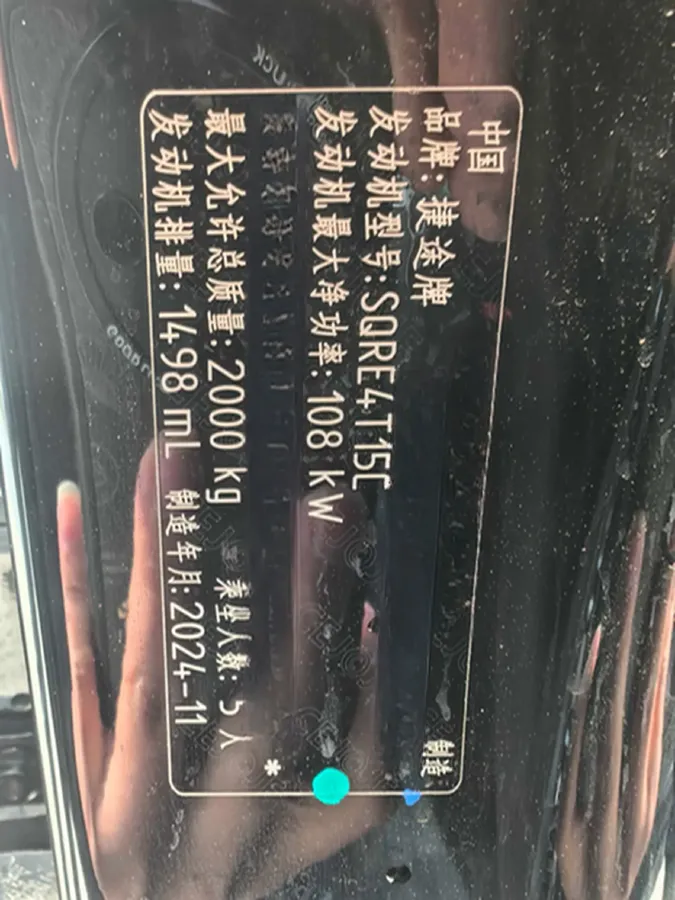 中国
制造
品牌: 捷途牌
发动机型号: SQRE4T15C
发动机最大净功率: 108 kW
*
最大允许总质量: 2000 kg 乘坐人数: 5 人
发动机排量: 1498 mL 制造年月: 2024-11